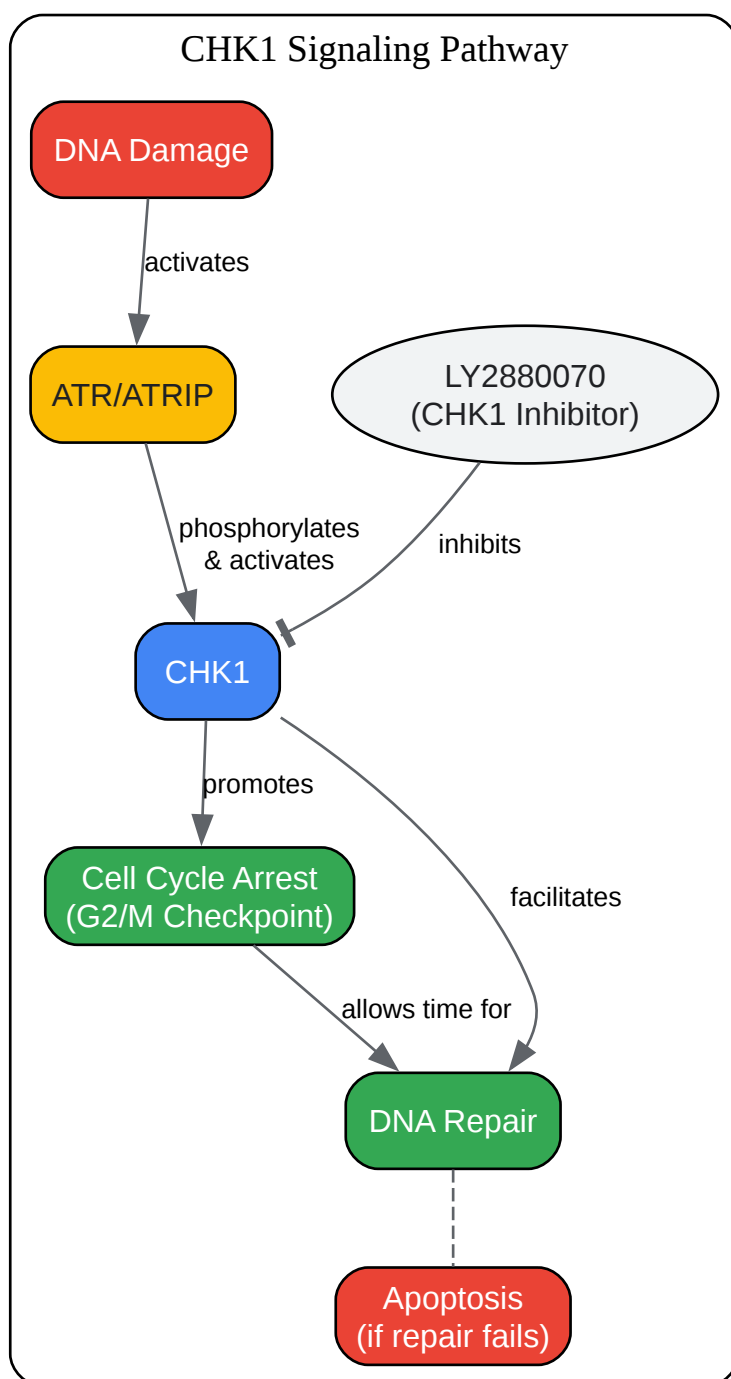 CHK1 Signaling Pathway
DNA Damage
activates
ATR/ATRIP
LY2880070
(CHK1 Inhibitor)
phosphorylates
& activates
inhibits
CHK1
promotes
Cell Cycle Arrest
(G2/M Checkpoint)
facilitates
allows time for
DNA Repair
Apoptosis
(if repair fails)